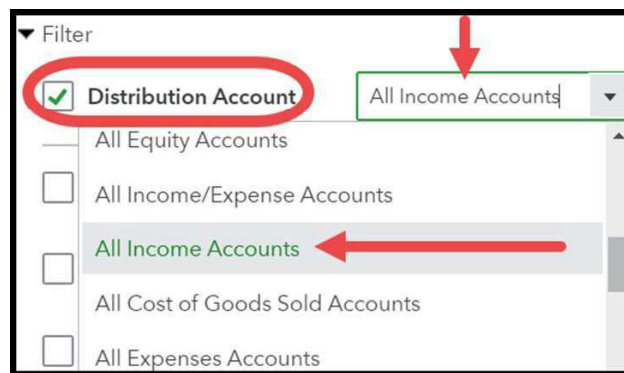 Filter
Distribution Account All Income Accounts
All Equity Accounts
All Income/Expense Accounts
All Income Accounts
All Cost of Goods Sold Accounts
All Expenses Accounts